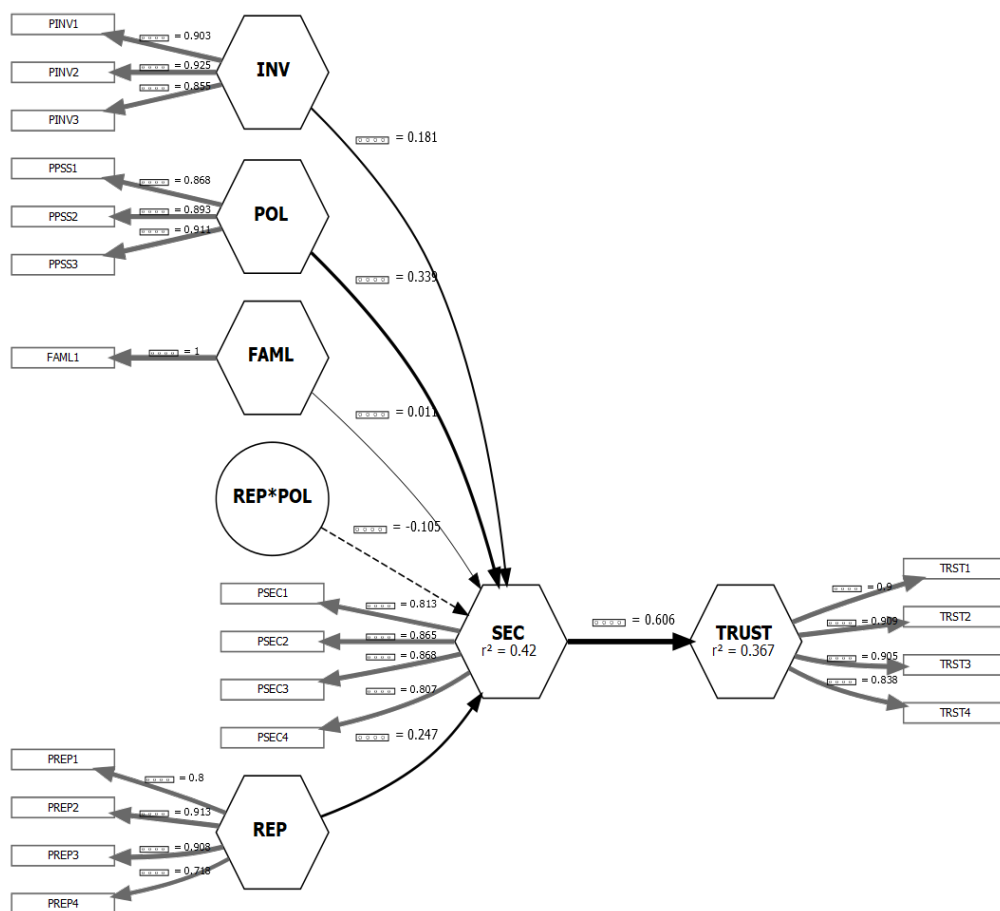 PINV1
= 0.903
PINV2
= 0.925
PINV3
= 0.855
INV
= 0.181
PPSS1
= 0.868
PPSS2
= 0.893
PPSS3
= 0.911
POL
= 0.339
FAML1
= 1
FAML
= 0.011
REP*POL
= -0.105
PSEC1
= 0.813
PSEC2
= 0.865
PSEC3
= 0.868
PSEC4
= 0.807
SEC
r² = 0.42
= 0.606
TRUST
r² = 0.367
TRST1
= 0.9
TRST2
= 0.909
TRST3
= 0.905
TRST4
= 0.838
= 0.247
PREP1
= 0.8
PREP2
= 0.913
PREP3
= 0.908
PREP4
= 0.718
REP